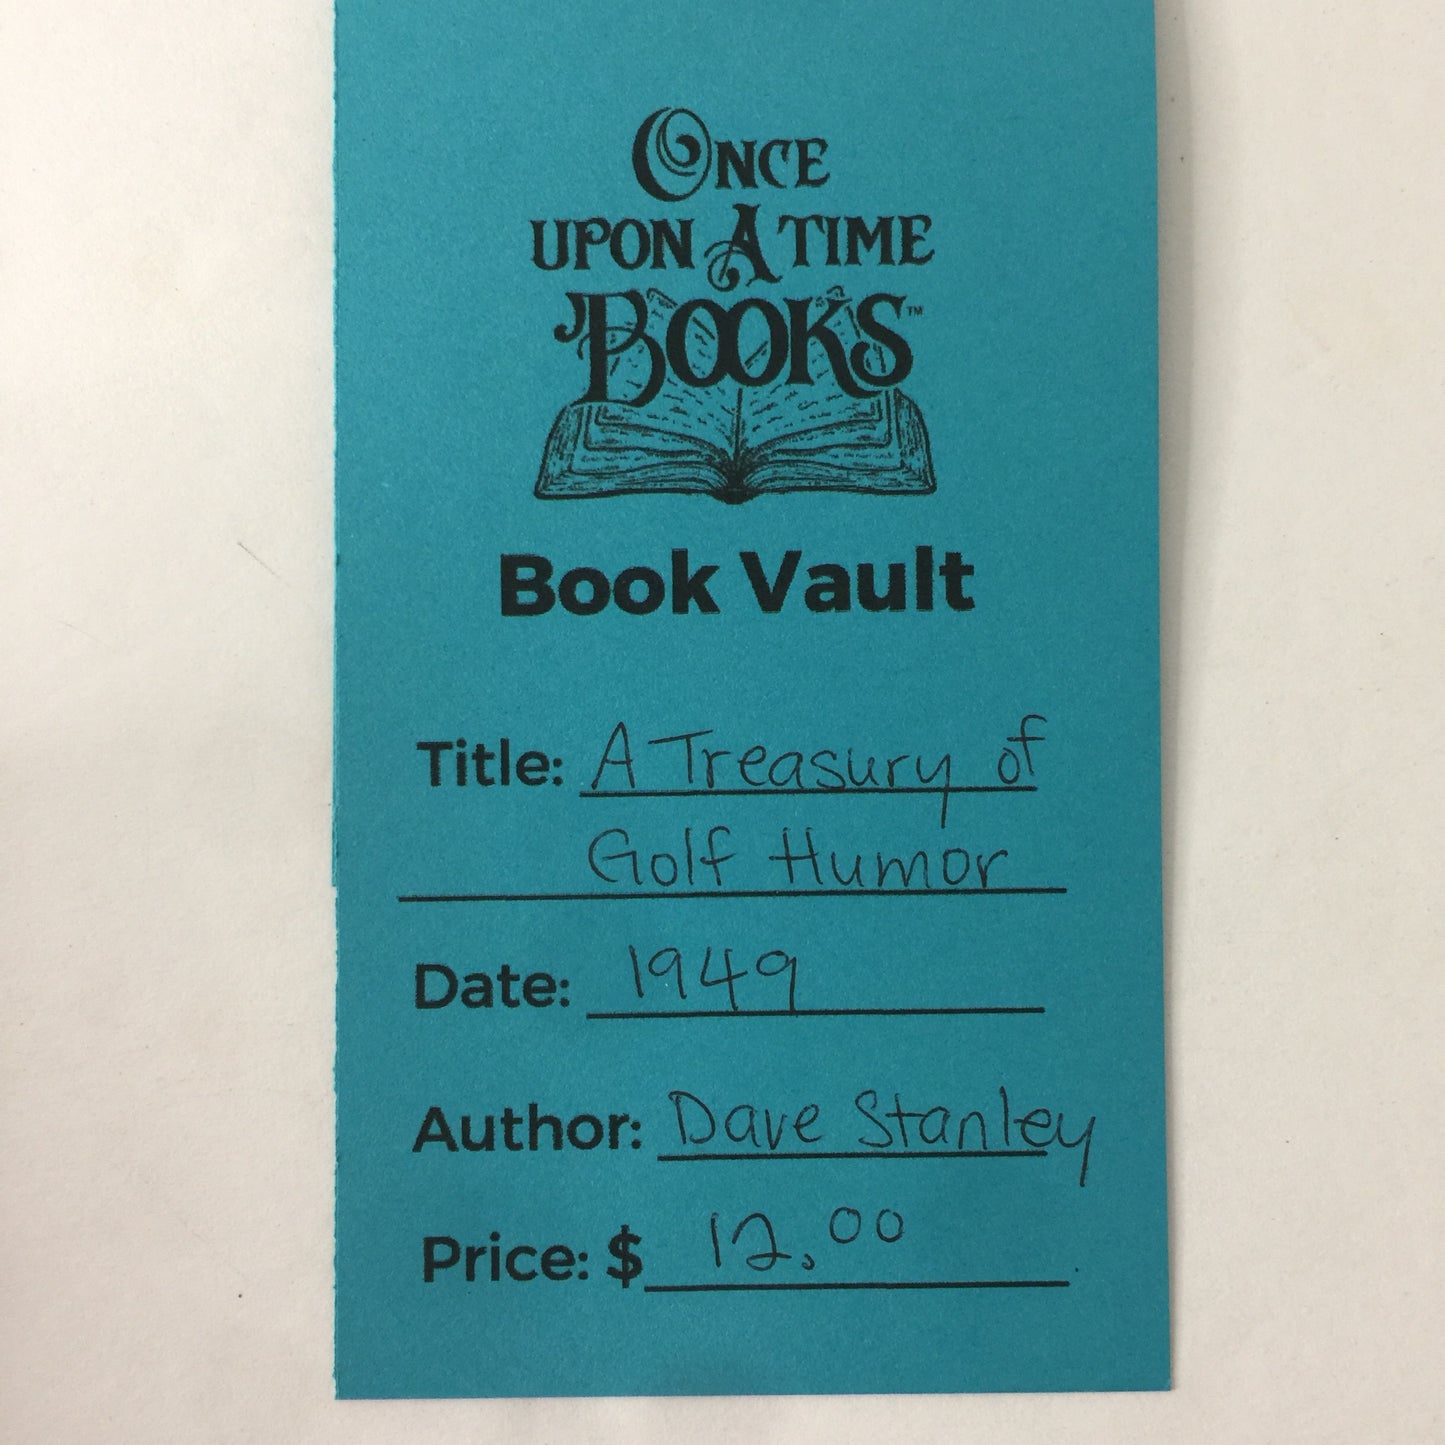 ONCE
UPON A TIME
BOOKS™
Book Vault
Title: A Treasury of
Golf Humor
Date: 1949
Author: Dave Stanley
Price: $ 12.00